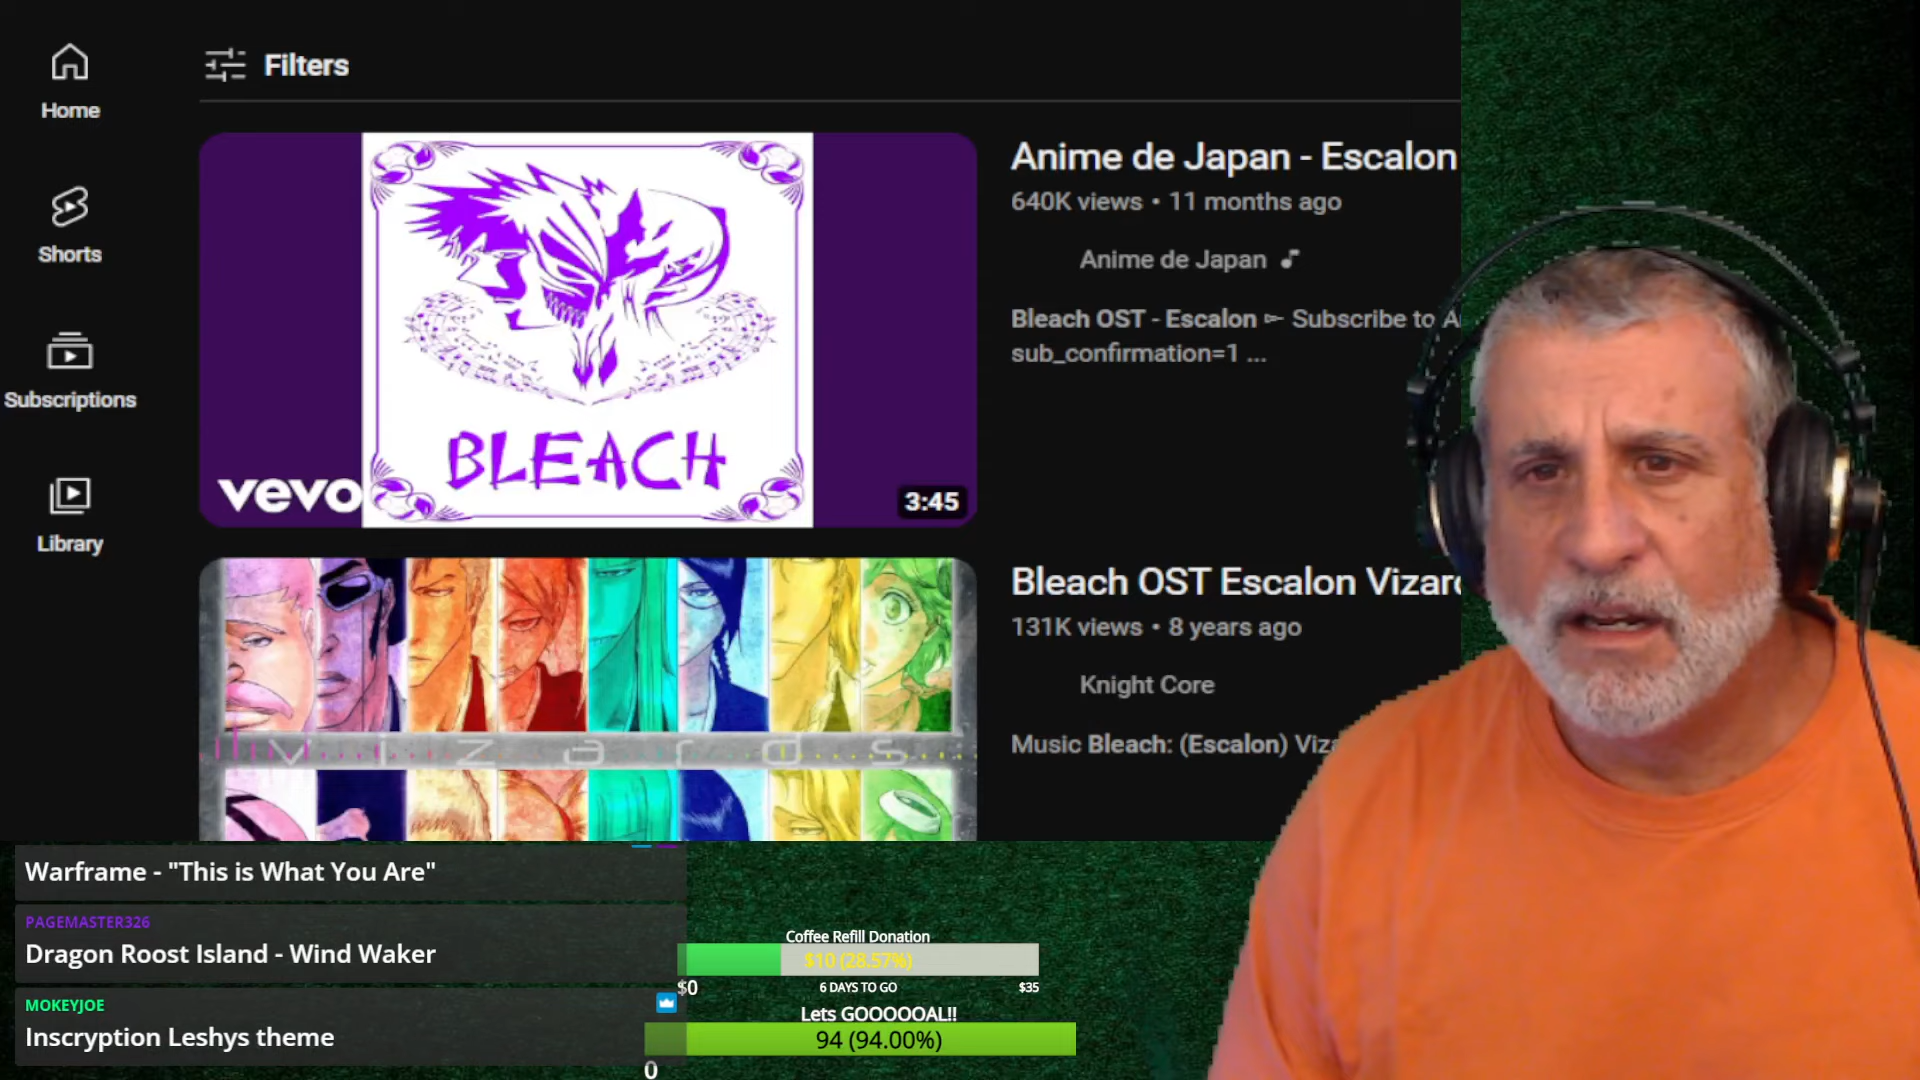 Home
Shorts
Subscriptions
Library
Filters
vevo
BLEACH
3:45
Anime de Japan - Escalon
640K views • 11 months ago
Anime de Japan
Bleach OST - Escalon ► Subscribe to A
sub_confirmation=1 ...
vizards
Bleach OST Escalon Vizar
131K views • 8 years ago
Knight Core
Music Bleach: (Escalon) Viza
Warframe - "This is What You Are"
PAGEMASTER326
Dragon Roost Island - Wind Waker
MOKEYJOE
Inscryption Leshys theme
Coffee Refill Donation
$10 (28.57%)
$0 6 DAYS TO GO $35
Lets GOOOOOAL!!
94 (94.00%)
0